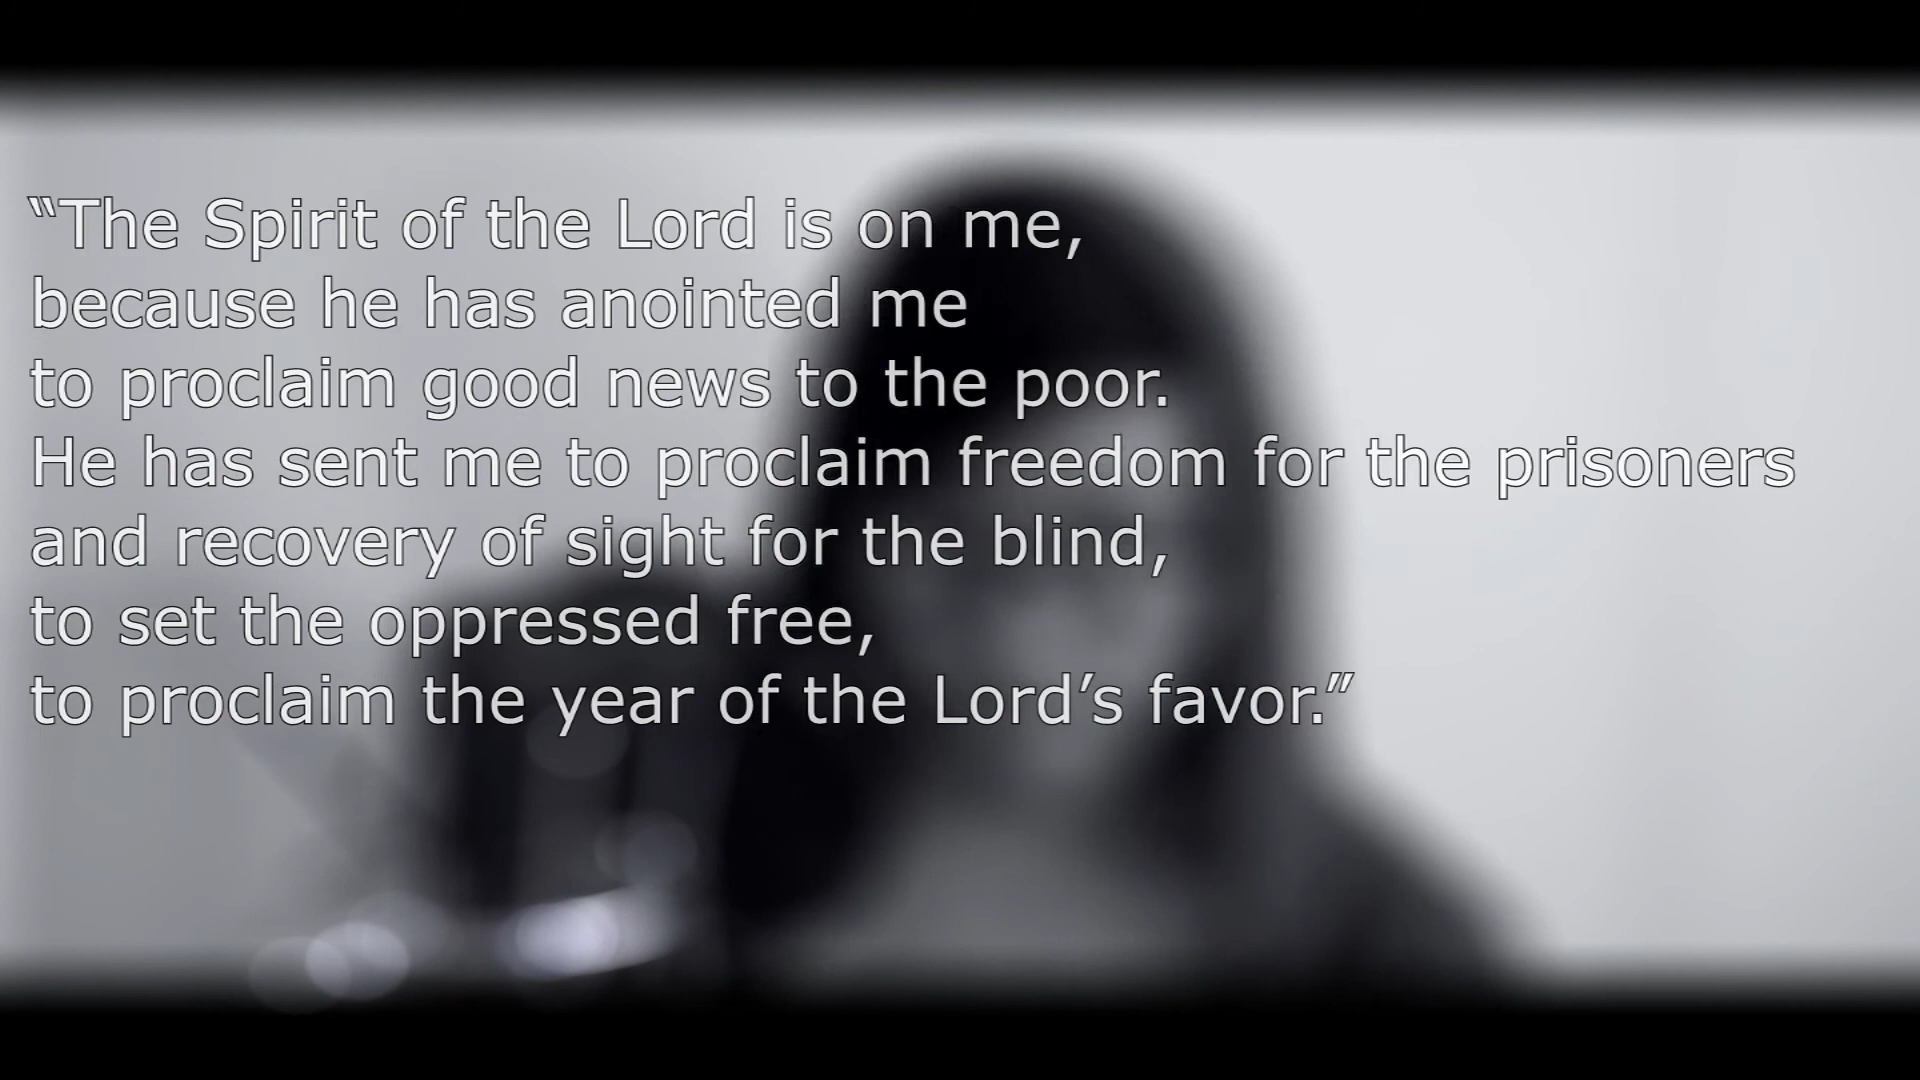 “The Spirit of the Lord is on me,
because he has anointed me
to proclaim good news to the poor.
He has sent me to proclaim freedom for the prisoners
and recovery of sight for the blind,
to set the oppressed free,
to proclaim the year of the Lord’s favor.”